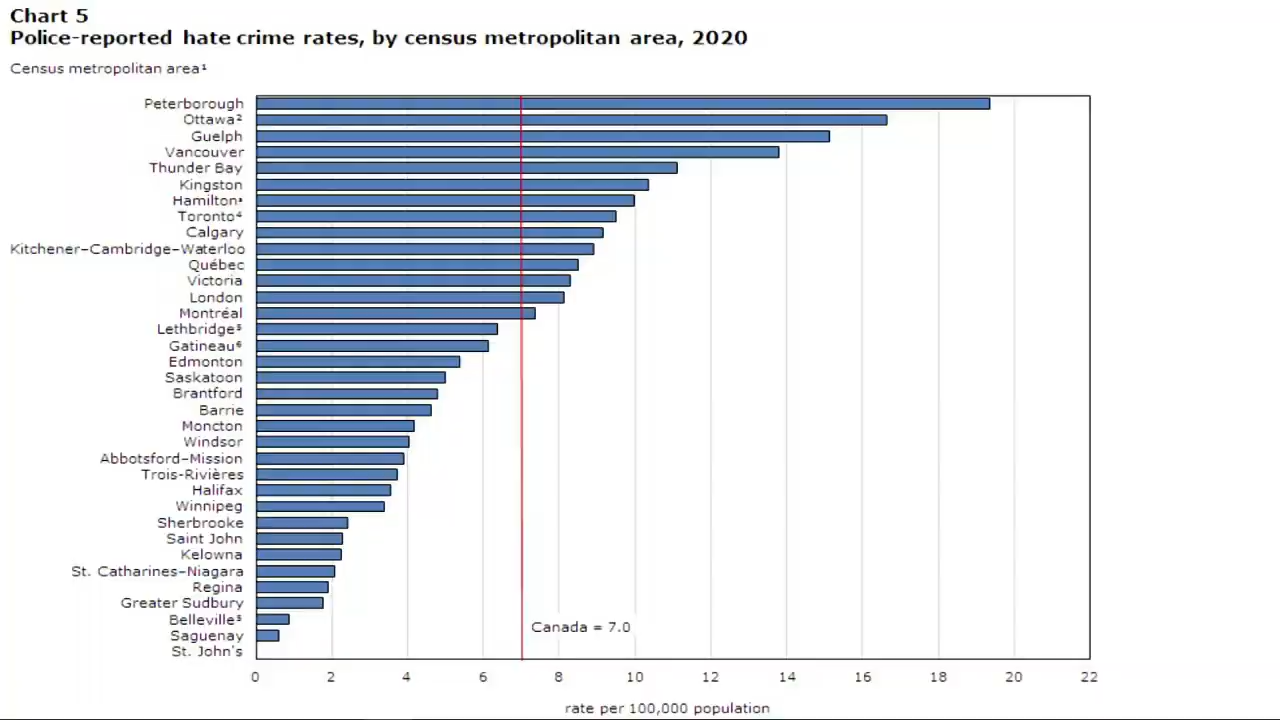 Chart 5
Police-reported hate crime rates, by census metropolitan area, 2020
Census metropolitan area¹
Peterborough
Ottawa²
Guelph
Vancouver
Thunder Bay
Kingston
Hamilton³
Toronto⁴
Calgary
Kitchener–Cambridge–Waterloo
Québec
Victoria
London
Montréal
Lethbridge⁵
Gatineau⁶
Edmonton
Saskatoon
Brantford
Barrie
Moncton
Windsor
Abbotsford–Mission
Trois-Rivières
Halifax
Winnipeg
Sherbrooke
Saint John
Kelowna
St. Catharines–Niagara
Regina
Greater Sudbury
Belleville⁵
Saguenay
St. John's
Canada = 7.0
0 2 4 6 8 10 12 14 16 18 20 22
rate per 100,000 population